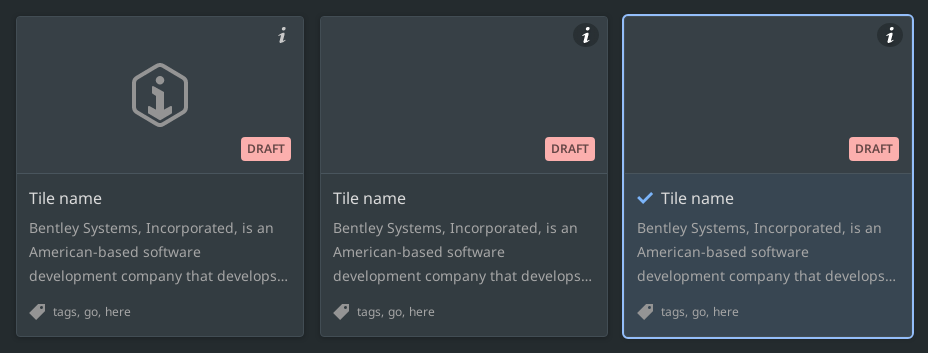 DRAFT
Tile name
Bentley Systems, Incorporated, is an
American-based software
development company that develops...
tags, go, here
DRAFT
Tile name
Bentley Systems, Incorporated, is an
American-based software
development company that develops...
tags, go, here
DRAFT
Tile name
Bentley Systems, Incorporated, is an
American-based software
development company that develops...
tags, go, here